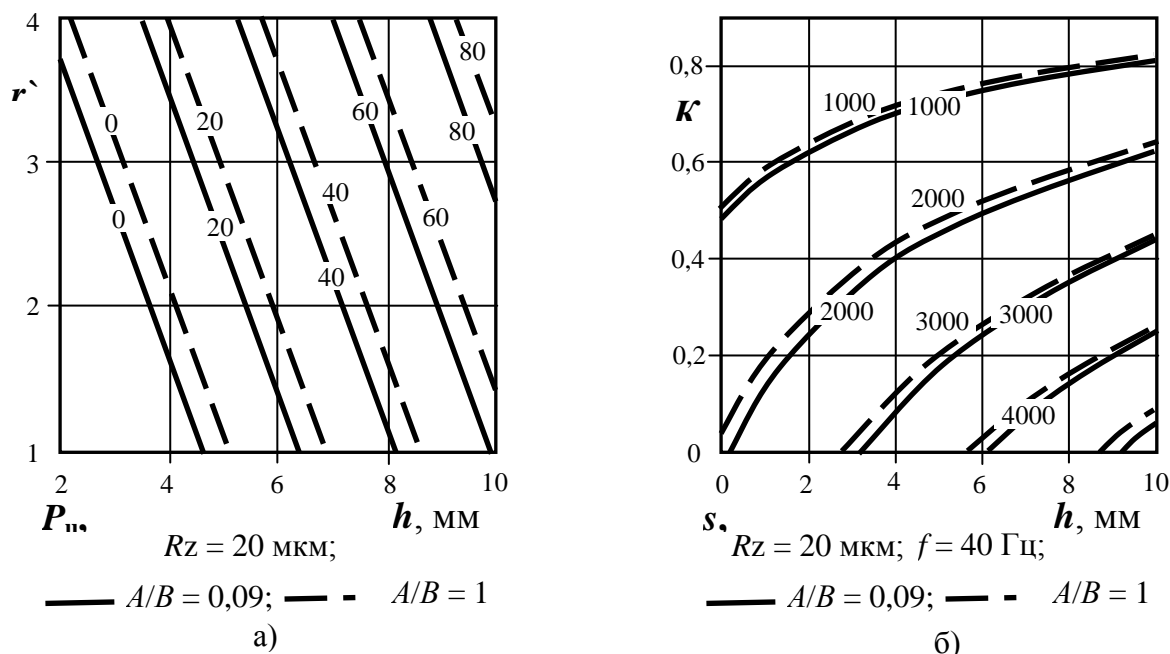 4
r`
3
2
1
0
0
20
20
40
40
60
60
80
80
2 4 6 8 10
h, мм
Rz = 20 мкм;
A/B = 0,09; A/B = 1
а)
0,8
К
0,6
0,4
0,2
0
1000
1000
2000
2000
3000
3000
4000
0 2 4 6 8 10
s, h, мм
Rz = 20 мкм; f = 40 Гц;
A/B = 0,09; A/B = 1
б)